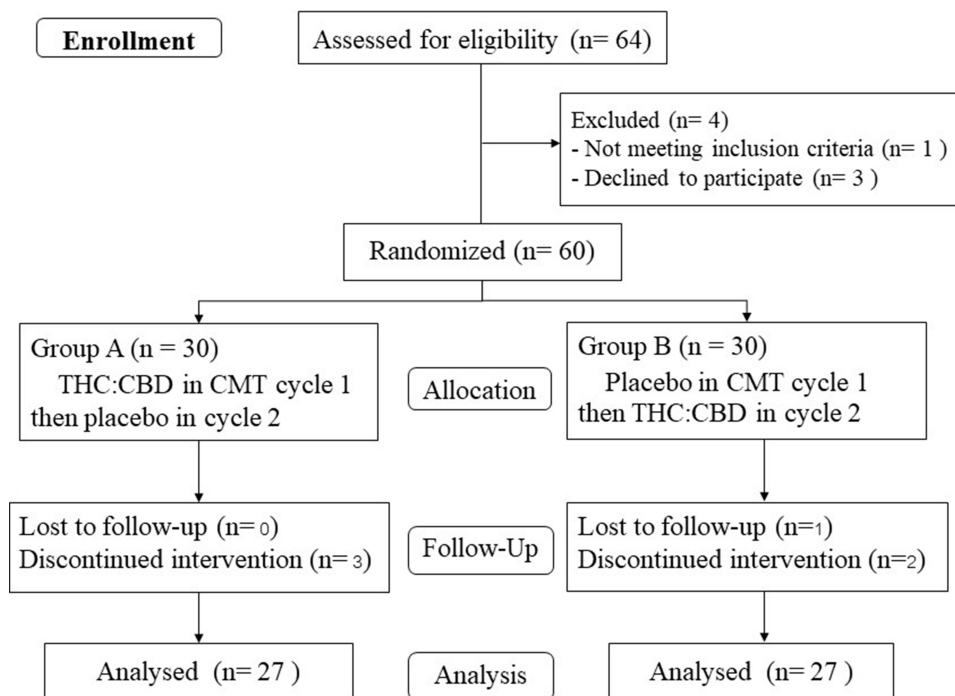 Enrollment
Assessed for eligibility (n= 64)
Excluded (n= 4)
- Not meeting inclusion criteria (n= 1 )
- Declined to participate (n= 3 )
Randomized (n= 60)
Group A (n = 30)
THC:CBD in CMT cycle 1
then placebo in cycle 2
Allocation
Group B (n = 30)
Placebo in CMT cycle 1
then THC:CBD in cycle 2
Lost to follow-up (n= 0)
Discontinued intervention (n= 3)
Follow-Up
Lost to follow-up (n=1)
Discontinued intervention (n=2)
Analysed (n= 27 )
Analysis
Analysed (n= 27 )